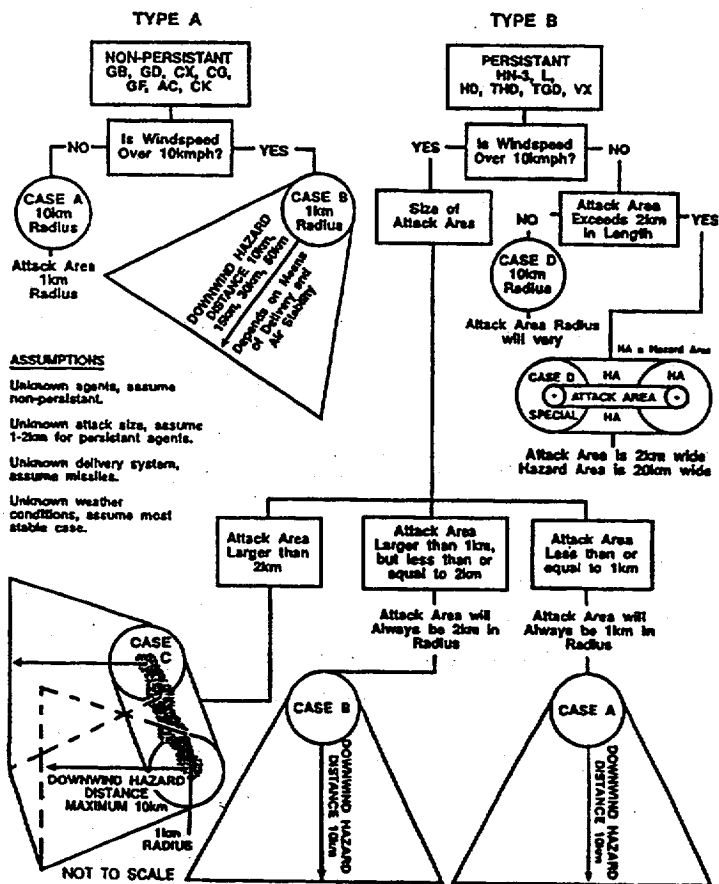 TYPE A
NON-PERSISTANT
GB, GD, CX, CG,
GF, AC, CK
Is Windspeed
Over 10kmph?
NO
YES
CASE A
10km
Radius
Attack Area
1km
Radius
CASE B
1km
Radius
DOWNWIND HAZARD
DISTANCE 10km,
15km, 30km, 50km
Depends on Means
of Delivery and
Air Stability
TYPE B
PERSISTANT
HN-3, L,
HD, THD, TGD, VX
Is Windspeed
Over 10kmph?
YES
NO
Size of
Attack Area
Attack Area
Exceeds 2km
in Length
NO
YES
CASE D
10km
Radius
Attack Area Radius
will vary
HA = Hazard Area
CASE D
HA
HA
ATTACK AREA
SPECIAL
HA
Attack Area is 2km wide
Hazard Area is 20km wide
ASSUMPTIONS
Unknown agents, assume
non-persistant.
Unknown attack size, assume
1-2km for persistant agents.
Unknown delivery system,
assume missiles.
Unknown weather
conditions, assume most
stable case.
Attack Area
Larger than
2km
Attack Area
Larger than 1km,
but less than or
equal to 2km
Attack Area
Less than or
equal to 1km
Attack Area will
Always be 2km in
Radius
Attack Area will
Always be 1km in
Radius
CASE
C
DOWNWIND HAZARD
DISTANCE
MAXIMUM 10km
1km
RADIUS
NOT TO SCALE
CASE B
DOWNWIND HAZARD
DISTANCE 10km
CASE A
DOWNWIND HAZARD
DISTANCE 10km